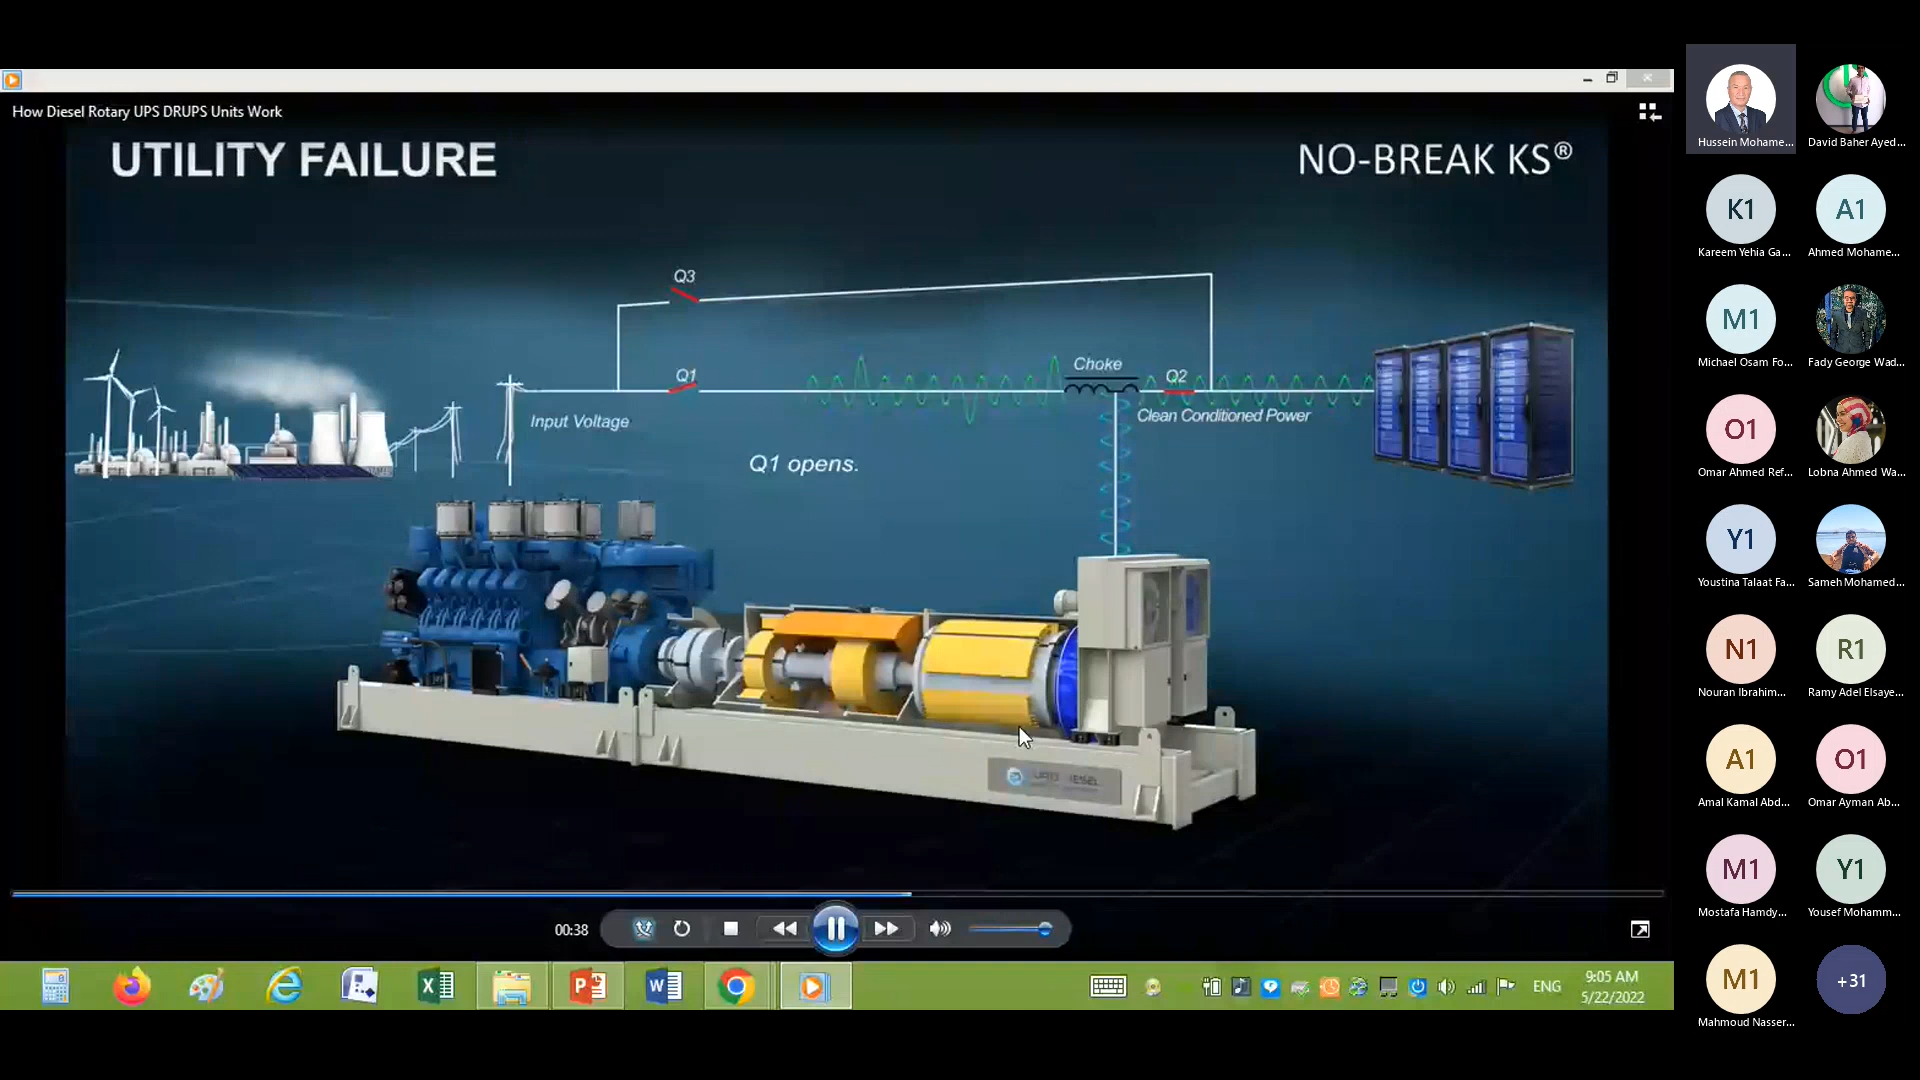 How Diesel Rotary UPS DRUPS Units Work
UTILITY FAILURE
NO-BREAK KS®
Q3
Q1
Choke
Q2
Input Voltage
Clean Conditioned Power
Q1 opens.
00:38
ENG
9:05 AM
5/22/2022
Hussein Mohame...
David Baher Ayed...
K1
Kareem Yehia Ga...
A1
Ahmed Mohame...
M1
Michael Osam Fo...
Fady George Wad...
O1
Omar Ahmed Ref...
Lobna Ahmed Wa...
Y1
Youstina Talaat Fa...
Sameh Mohamed...
N1
Nouran Ibrahim...
R1
Ramy Adel Elsaye...
A1
Amal Kamal Abd...
O1
Omar Ayman Ab...
M1
Mostafa Hamdy...
Y1
Yousef Mohamm...
M1
Mahmoud Nasser...
+31